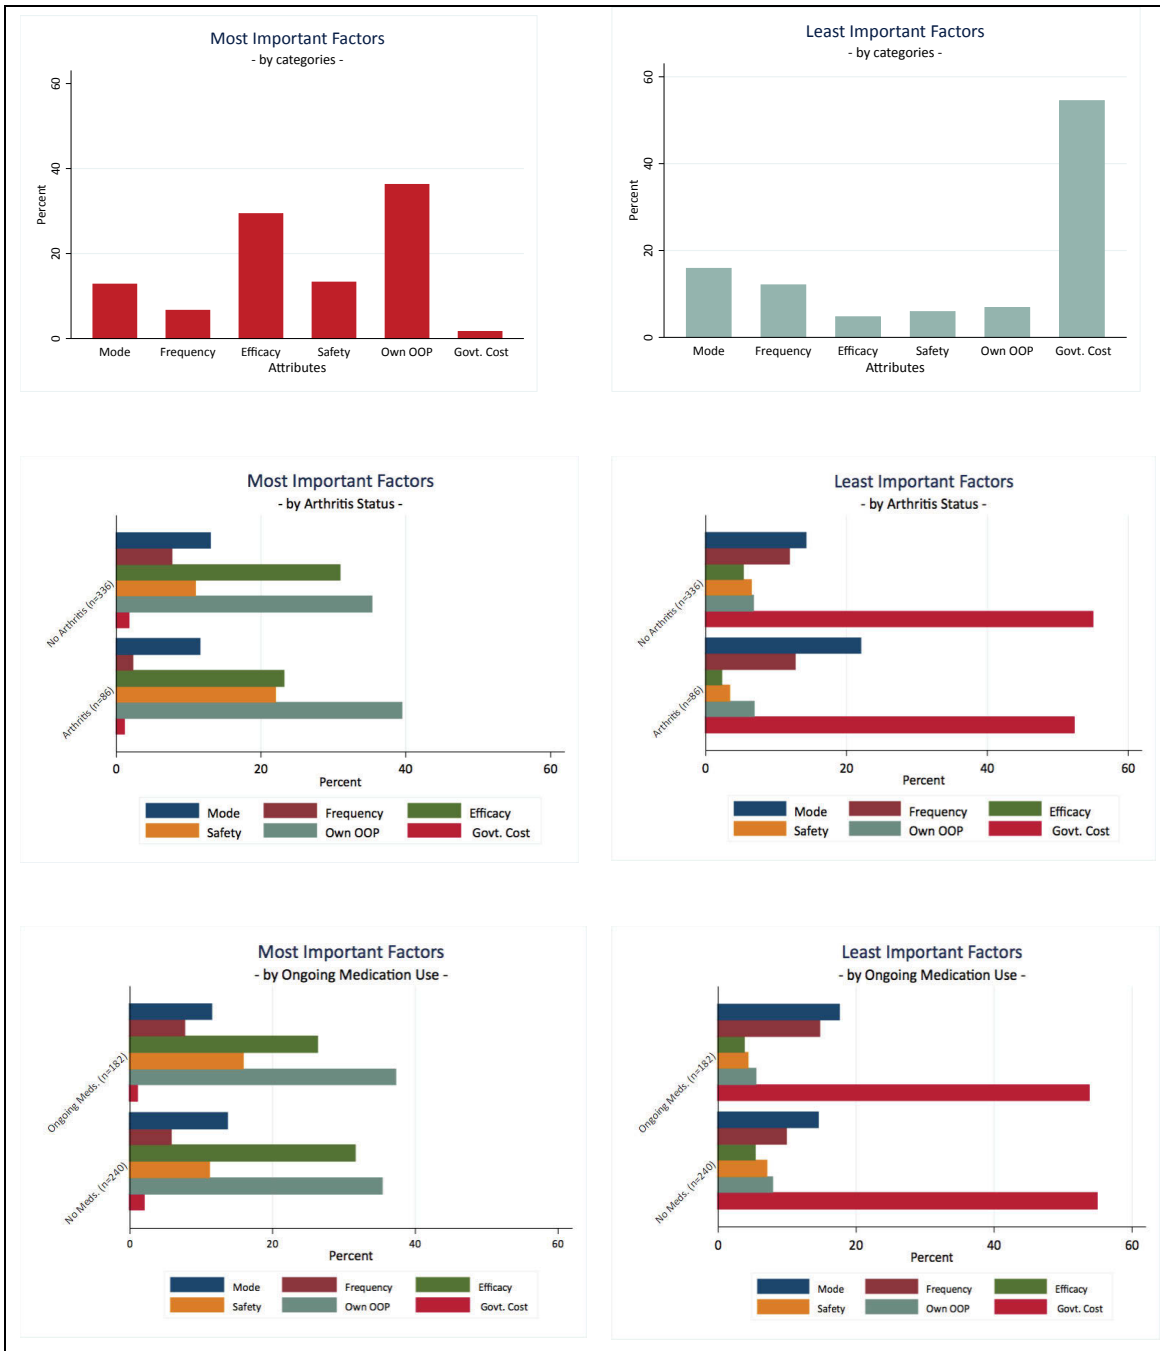 Most Important Factors
- by categories -
60
40
20
0
Percent
Mode Frequency Efficacy Safety Own OOP Govt. Cost
Attributes
Least Important Factors
- by categories -
60
40
20
0
Percent
Mode Frequency Efficacy Safety Own OOP Govt. Cost
Attributes
Most Important Factors
- by Arthritis Status -
No Arthritis (n=336)
Arthritis (n=86)
0 20 40 60
Percent
Mode Frequency Efficacy
Safety Own OOP Govt. Cost
Least Important Factors
- by Arthritis Status -
No Arthritis (n=336)
Arthritis (n=86)
0 20 40 60
Percent
Mode Frequency Efficacy
Safety Own OOP Govt. Cost
Most Important Factors
- by Ongoing Medication Use -
Ongoing Meds. (n=182)
No Meds. (n=240)
0 20 40 60
Percent
Mode Frequency Efficacy
Safety Own OOP Govt. Cost
Least Important Factors
- by Ongoing Medication Use -
Ongoing Meds. (n=182)
No Meds. (n=240)
0 20 40 60
Percent
Mode Frequency Efficacy
Safety Own OOP Govt. Cost